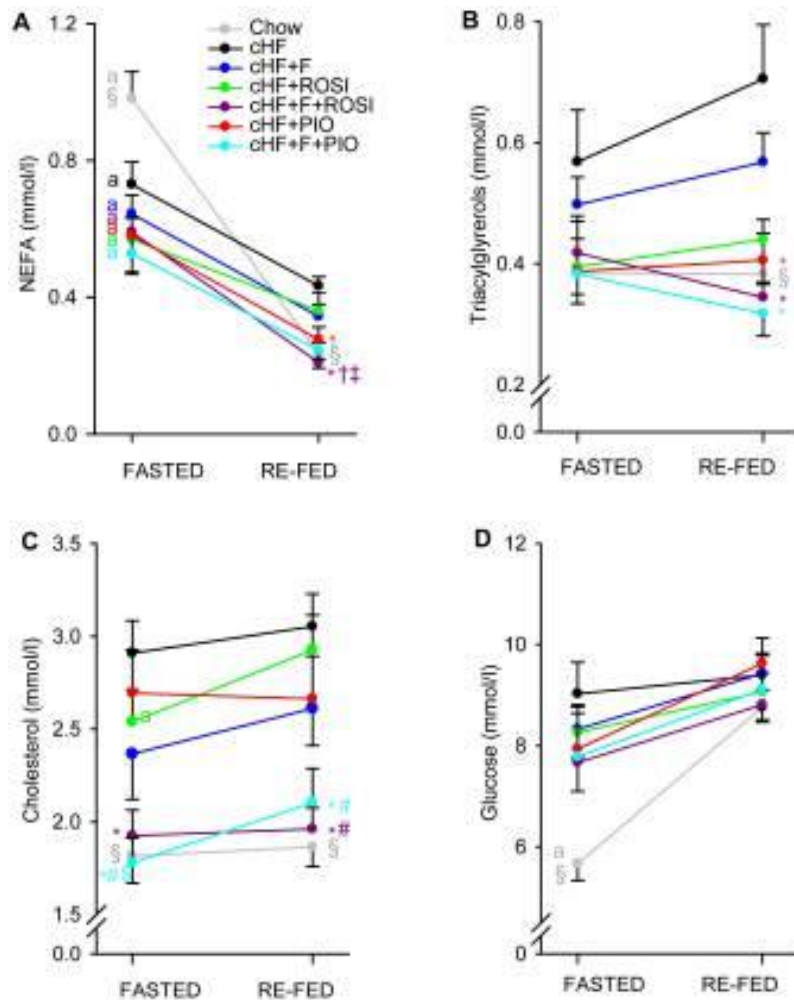 A
1.2
0.8
0.4
0.0
NEFA (mmol/l)
FASTED RE-FED
Chow
cHF
cHF+F
cHF+ROSI
cHF+F+ROSI
cHF+PIO
cHF+F+PIO
a
§
*
§
*†‡
B
0.8
0.6
0.4
0.2
0.0
Triacylglyrerols (mmol/l)
FASTED RE-FED
*
§
*
*
C
3.5
3.0
2.5
2.0
1.5
0.0
Cholesterol (mmol/l)
FASTED RE-FED
a
*
§
*#
*#
§
D
12
10
8
6
0
Glucose (mmol/l)
FASTED RE-FED
§